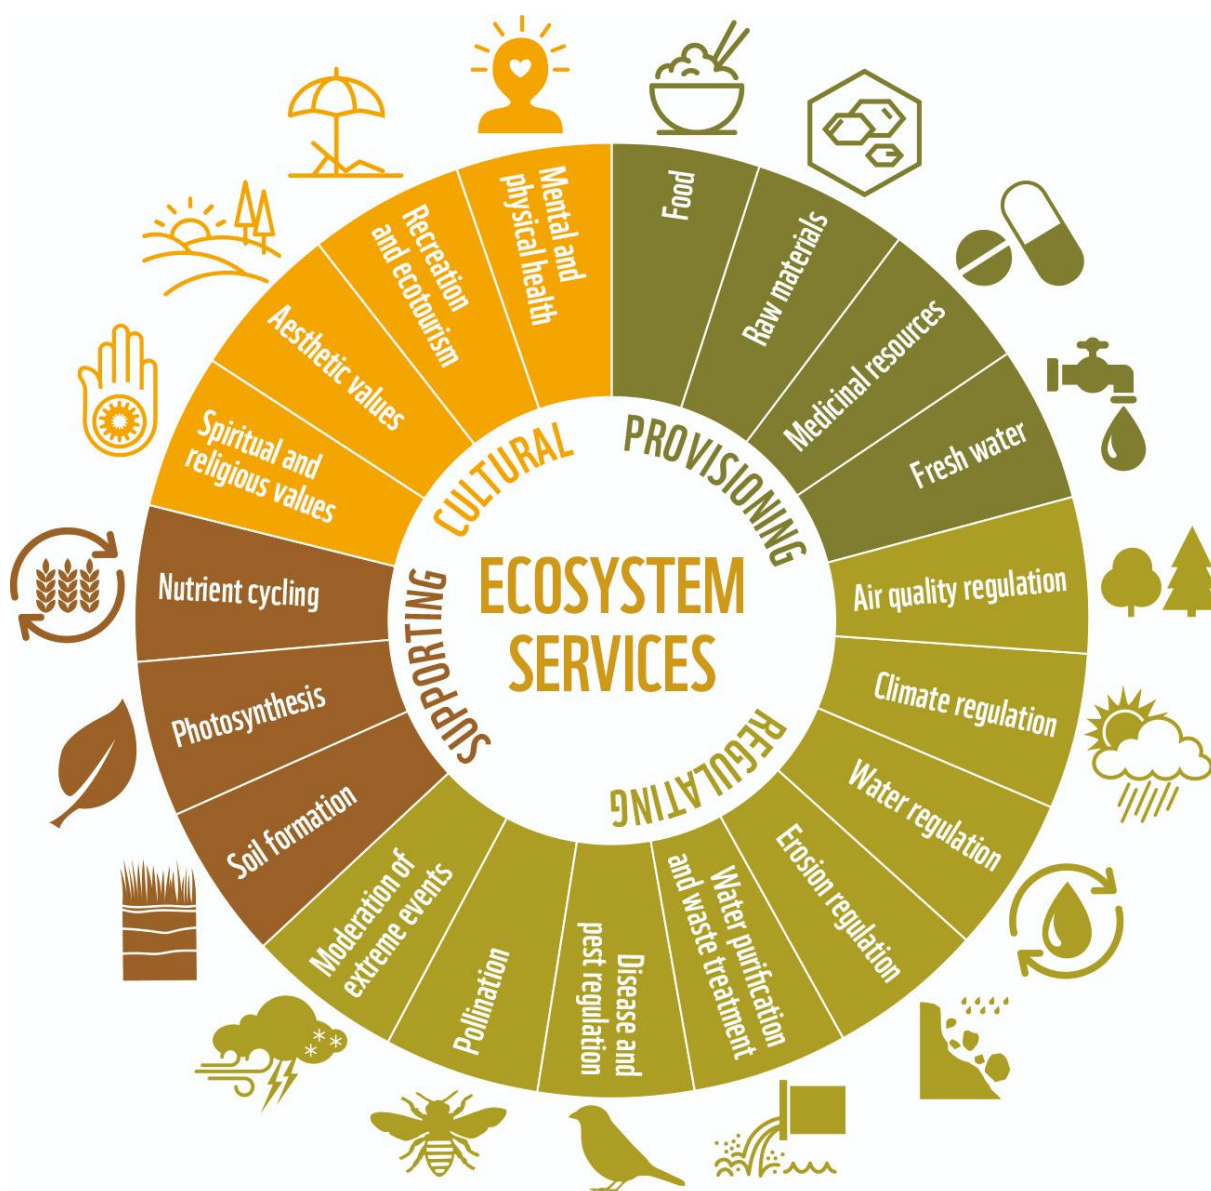 ECOSYSTEM
SERVICES
PROVISIONING
Food
Raw materials
Medicinal resources
Fresh water
REGULATING
Air quality regulation
Climate regulation
Water regulation
Erosion regulation
Water purification
and waste treatment
Disease and
pest regulation
Pollination
Moderation of
extreme events
SUPPORTING
Soil formation
Photosynthesis
Nutrient cycling
CULTURAL
Spiritual and
religious values
Aesthetic values
Recreation
and ecotourism
Mental and
physical health